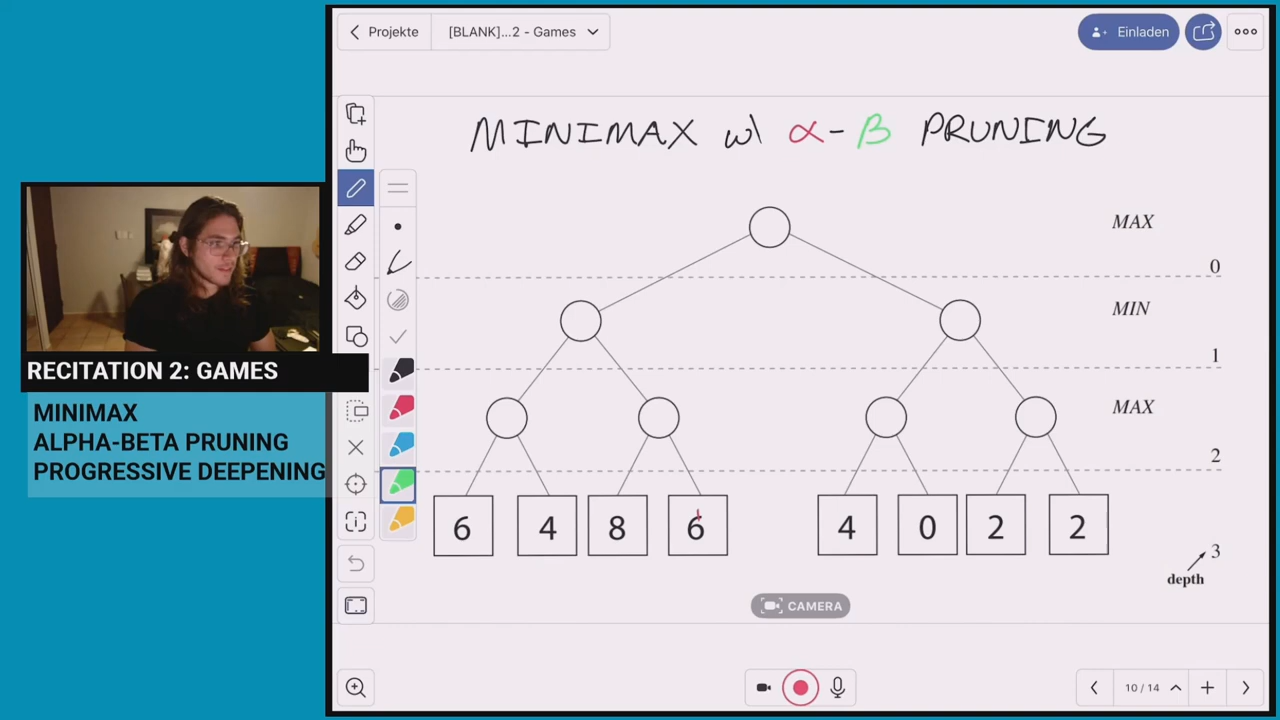 Projekte
[BLANK]...2 - Games
Einladen
MINIMAX w\ α-β PRUNING
MAX
0
MIN
1
MAX
2
6 4 8 6 4 0 2 2
3
depth
RECITATION 2: GAMES
MINIMAX
ALPHA-BETA PRUNING
PROGRESSIVE DEEPENING
CAMERA
10 / 14